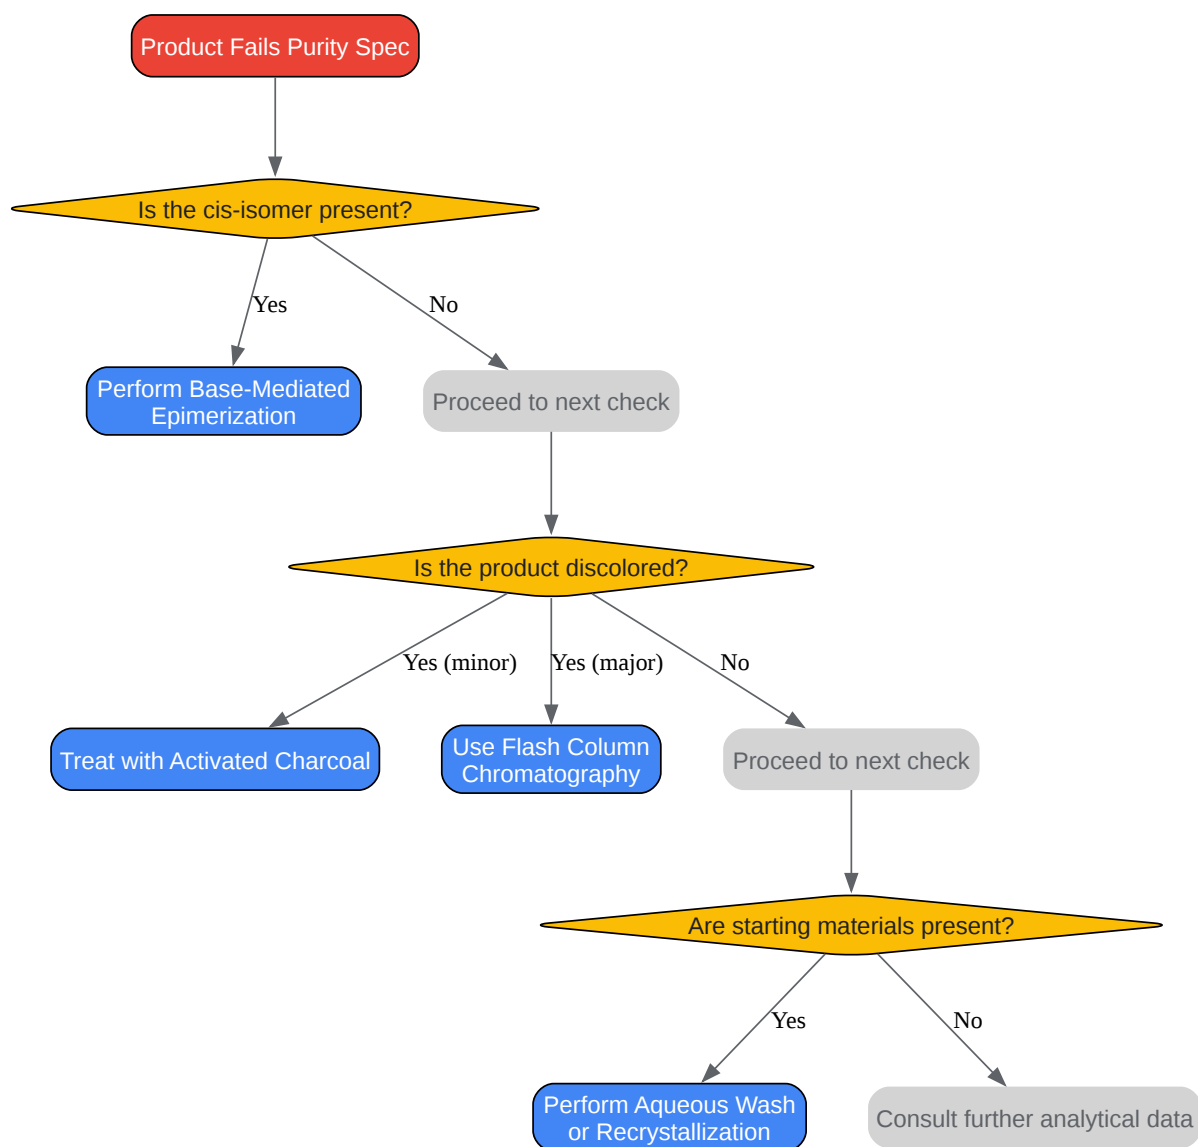 Product Fails Purity Spec
Is the cis-isomer present?
Yes
No
Perform Base-Mediated
Epimerization
Proceed to next check
Is the product discolored?
Yes (minor)
Yes (major)
No
Treat with Activated Charcoal
Use Flash Column
Chromatography
Proceed to next check
Are starting materials present?
Yes
No
Perform Aqueous Wash
or Recrystallization
Consult further analytical data